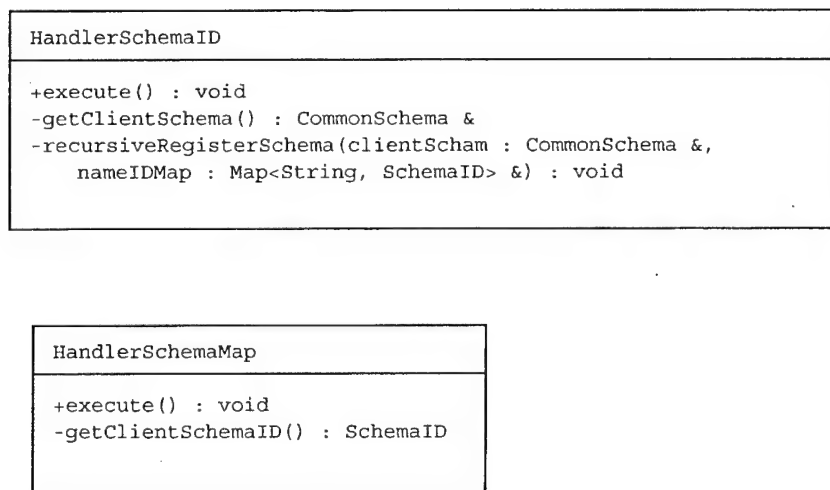 HandlerSchemaID
+execute() : void
-getClientSchema() : CommonSchema &
-recursiveRegisterSchema(clientScham : CommonSchema &,
nameIDMap : Map<String, SchemaID> &) : void
HandlerSchemaMap
+execute() : void
-getClientSchemaID() : SchemaID